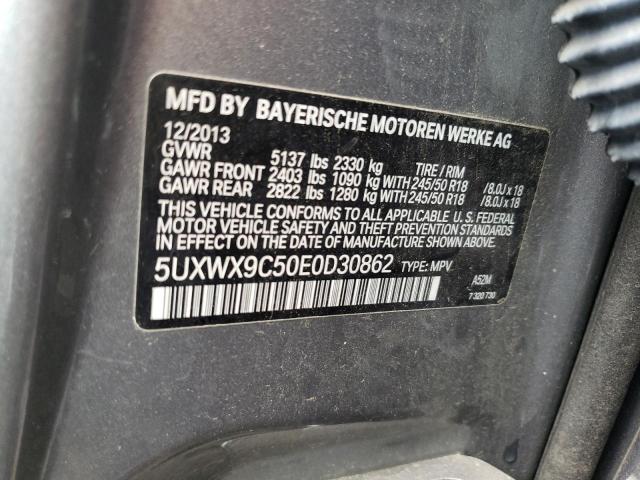 MFD BY BAYERISCHE MOTOREN WERKE AG
12/2013
GVWR 5137 lbs 2330 kg TIRE / RIM
GAWR FRONT 2403 lbs 1090 kg WITH 245/50 R18 /8.0J x 18
GAWR REAR 2822 lbs 1280 kg WITH 245/50 R18 /8.0J x 18
THIS VEHICLE CONFORMS TO ALL APPLICABLE U.S. FEDERAL
MOTOR VEHICLE SAFETY, BUMPER, AND THEFT PREVENTION STANDARDS
IN EFFECT ON THE DATE OF MANUFACTURE SHOWN ABOVE.
5UXWX9C50E0D30862 TYPE: MPV A52M
7 320 730